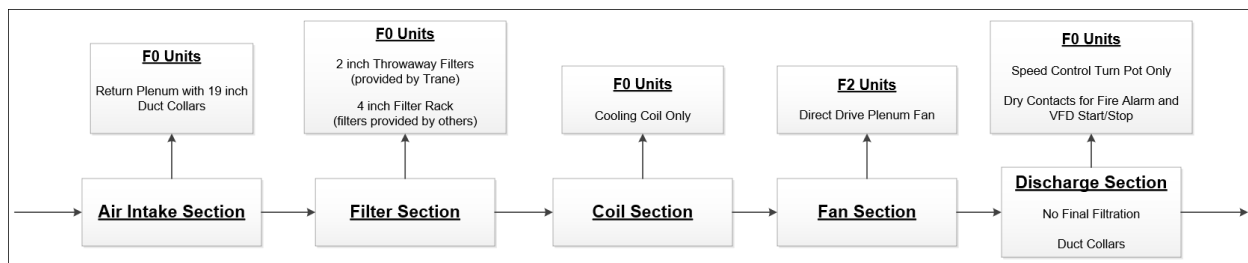 F0 Units
Return Plenum with 19 inch
Duct Collars
F0 Units
2 inch Throwaway Filters
(provided by Trane)
4 inch Filter Rack
(filters provided by others)
F0 Units
Cooling Coil Only
F2 Units
Direct Drive Plenum Fan
F0 Units
Speed Control Turn Pot Only
Dry Contacts for Fire Alarm and
VFD Start/Stop
Air Intake Section
Filter Section
Coil Section
Fan Section
Discharge Section
No Final Filtration
Duct Collars